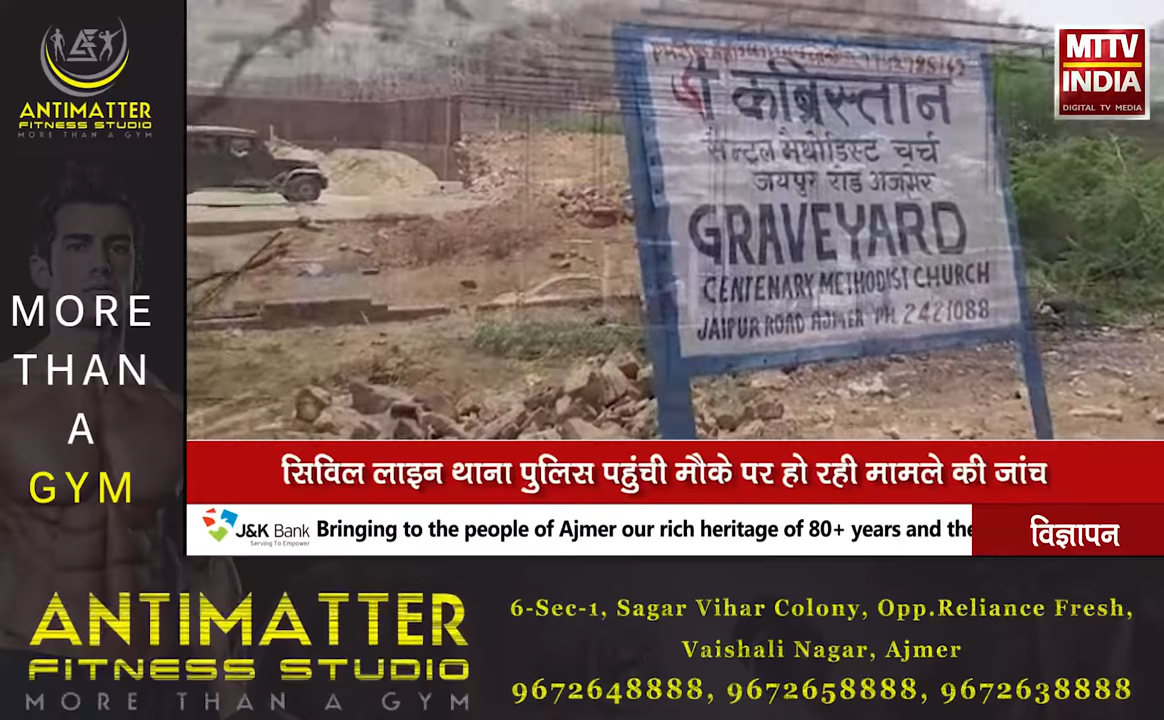 ANTIMATTER
FITNESS STUDIO
MORE THAN A GYM
MORE
THAN
A
GYM
कब्रिस्तान
सेन्ट्रल मैथोडिस्ट चर्च
जयपुर रोड अजमेर
GRAVEYARD
CENTENARY METHODIST CHURCH
JAIPUR ROAD AJMER PH 2421088
MTTV
INDIA
DIGITAL TV MEDIA
सिविल लाइन थाना पुलिस पहुंची मौके पर हो रही मामले की जांच
J&K Bank
Serving To Empower
Bringing to the people of Ajmer our rich heritage of 80+ years and the
विज्ञापन
ANTIMATTER
FITNESS STUDIO
MORE THAN A GYM
6-Sec-1, Sagar Vihar Colony, Opp.Reliance Fresh,
Vaishali Nagar, Ajmer
9672648888, 9672658888, 9672638888